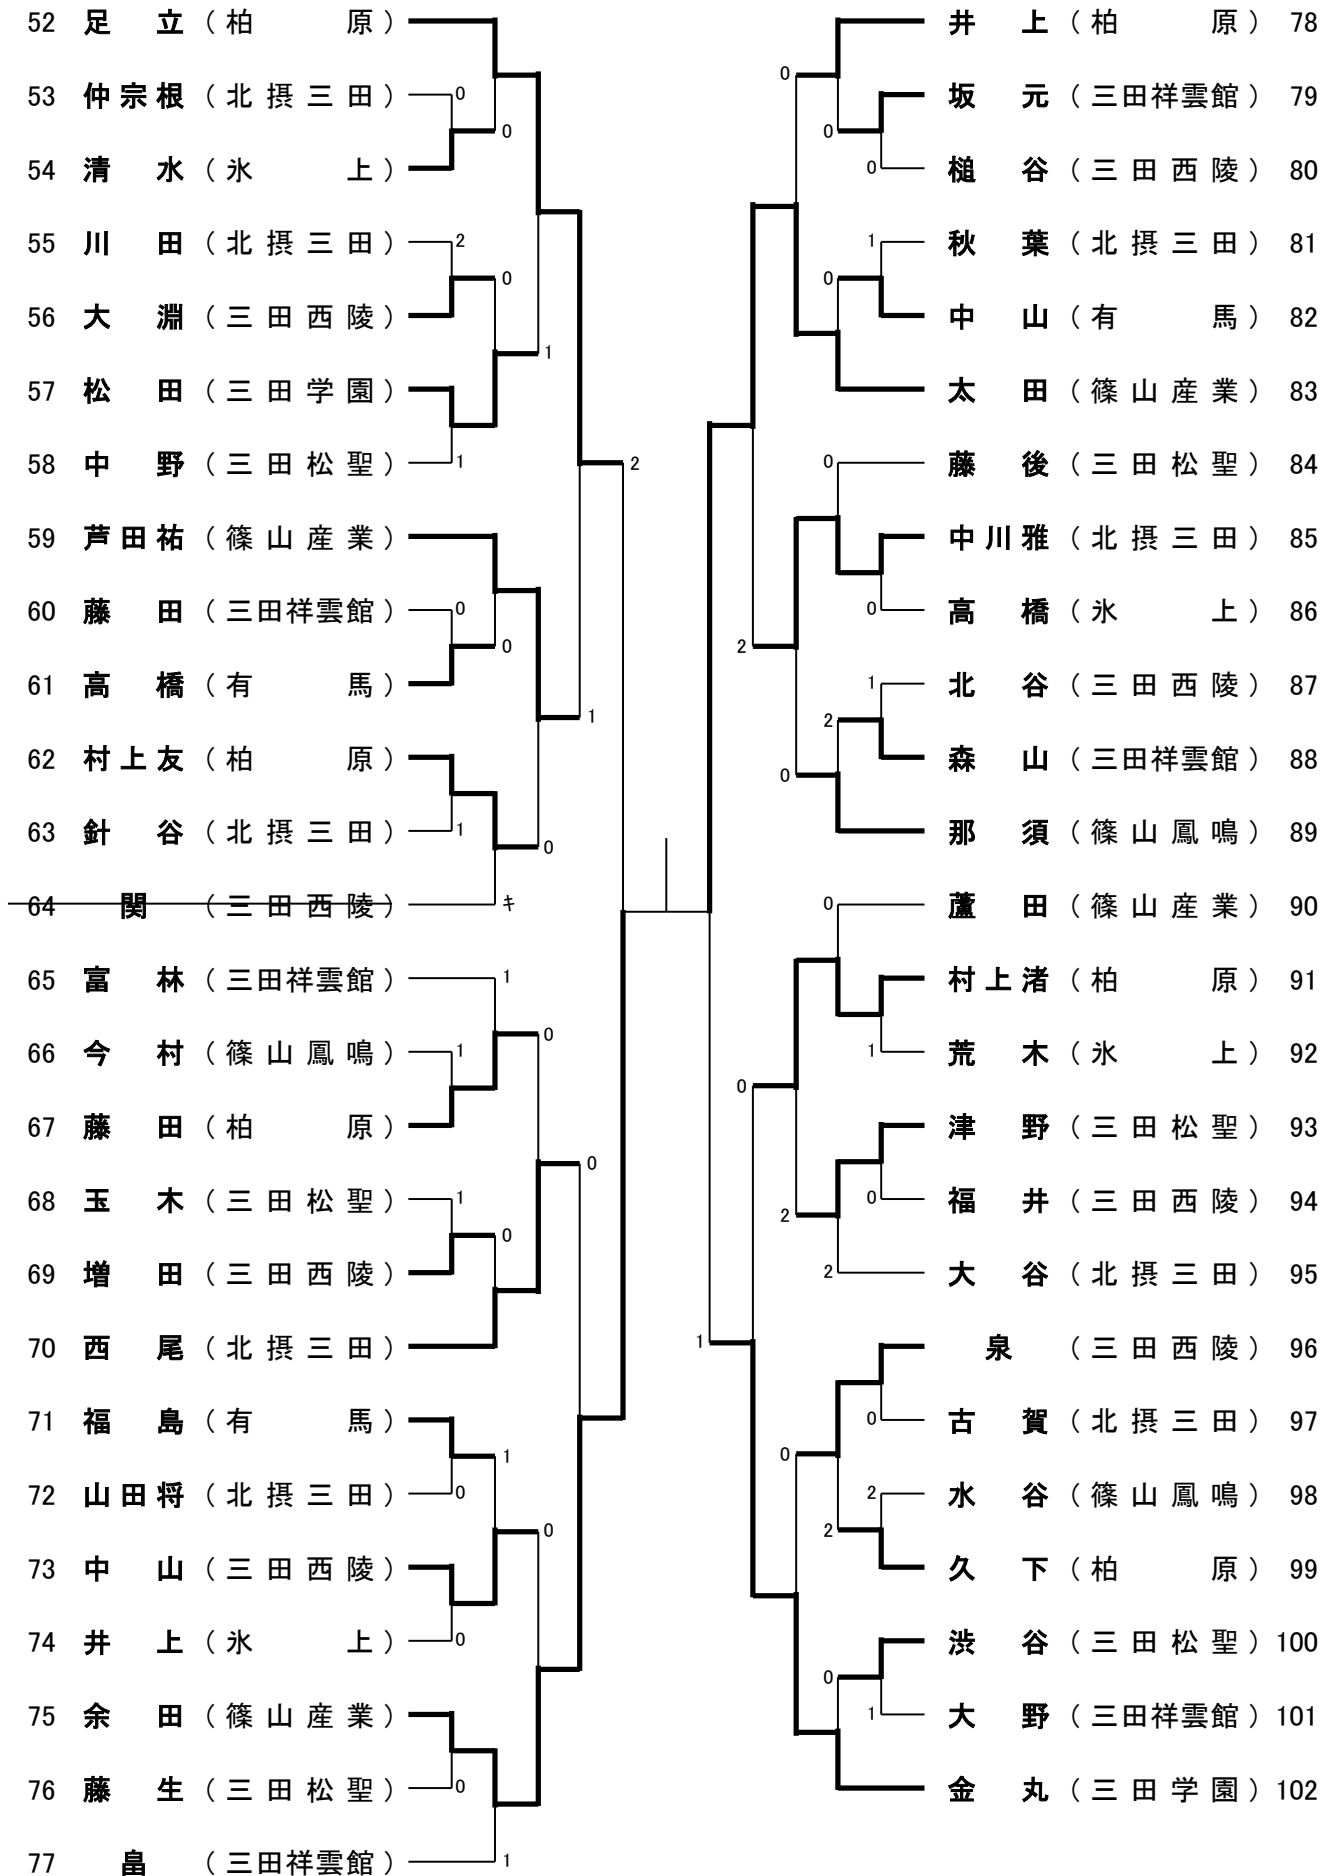 52 足立（柏原）
53 仲宗根（北摂三田） 0
0
54 清水（氷上）
55 川田（北摂三田） 2
0
56 大淵（三田西陵）
1
57 松田（三田学園）
58 中野（三田松聖） 1
2
59 芦田祐（篠山産業）
60 藤田（三田祥雲館） 0
0
61 高橋（有馬）
1
62 村上友（柏原）
63 針谷（北摂三田） 1
0
64 関（三田西陵） キ
65 富林（三田祥雲館） 1
0
66 今村（篠山鳳鳴） 1
67 藤田（柏原）
0
68 玉木（三田松聖） 1
0
69 増田（三田西陵）
70 西尾（北摂三田）
71 福島（有馬）
1
72 山田将（北摂三田） 0
0
73 中山（三田西陵）
74 井上（氷上） 0
75 余田（篠山産業）
76 藤生（三田松聖） 0
77 畠（三田祥雲館） 1
井上（柏原） 78
0
坂元（三田祥雲館） 79
0
0 槌谷（三田西陵） 80
1 秋葉（北摂三田） 81
0
中山（有馬） 82
太田（篠山産業） 83
0 藤後（三田松聖） 84
中川雅（北摂三田） 85
0 高橋（氷上） 86
2
1 北谷（三田西陵） 87
2
森山（三田祥雲館） 88
0
那須（篠山鳳鳴） 89
0 蘆田（篠山産業） 90
村上渚（柏原） 91
1 荒木（氷上） 92
0
津野（三田松聖） 93
0 福井（三田西陵） 94
2
2 大谷（北摂三田） 95
1
泉（三田西陵） 96
0 古賀（北摂三田） 97
0
2 水谷（篠山鳳鳴） 98
2
久下（柏原） 99
渋谷（三田松聖） 100
0
1 大野（三田祥雲館） 101
金丸（三田学園） 102